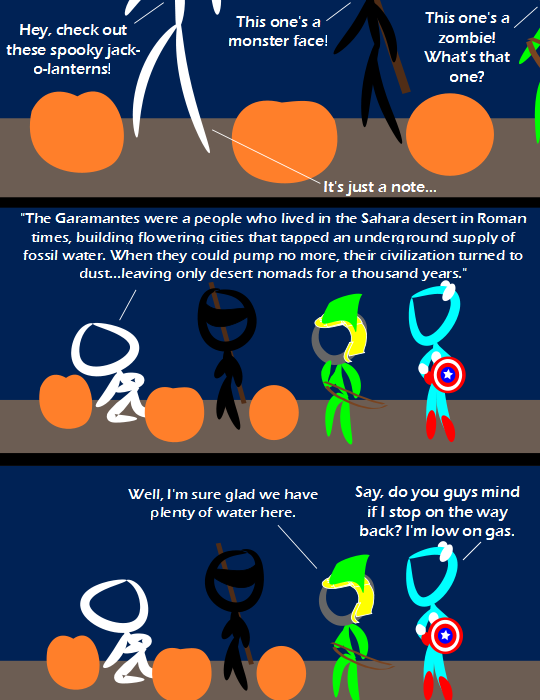 Hey, check out
these spooky jack-
o-lanterns!
This one's a
monster face!
This one's a
zombie!
What's that
one?
It's just a note...
"The Garamantes were a people who lived in the Sahara desert in Roman
times, building flowering cities that tapped an underground supply of
fossil water. When they could pump no more, their civilization turned to
dust...leaving only desert nomads for a thousand years."
Well, I'm sure glad we have
plenty of water here.
Say, do you guys mind
if I stop on the way
back? I'm low on gas.